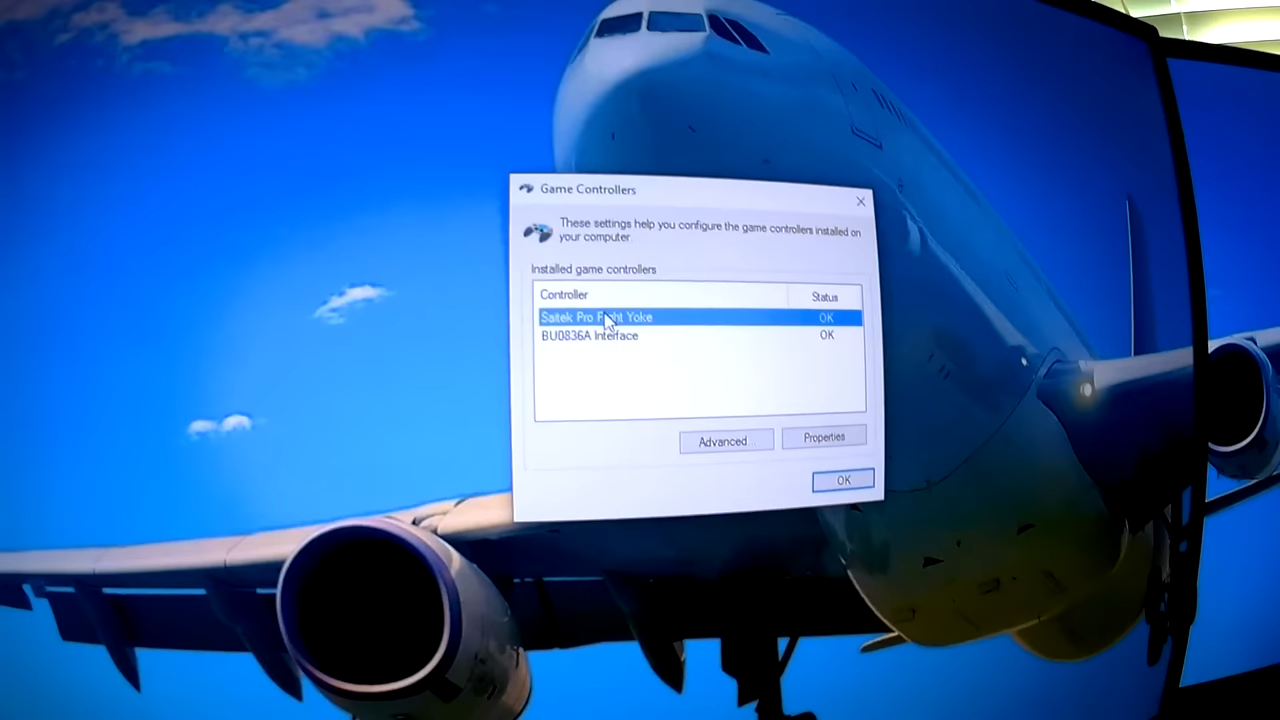 Game Controllers
These settings help you configure the game controllers installed on
your computer.
Installed game controllers
Controller Status
Saitek Pro Flight Yoke OK
BU0836A Interface OK
Advanced...
Properties
OK